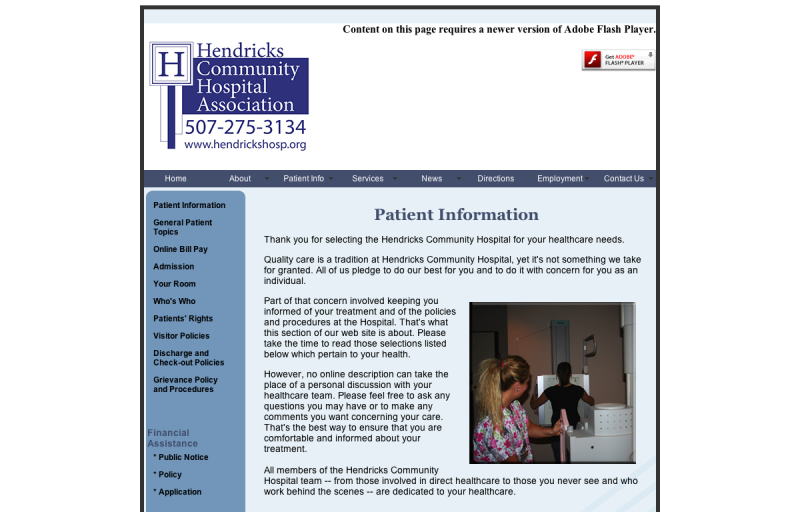 Content on this page requires a newer version of Adobe Flash Player.
Get ADOBE®
FLASH® PLAYER
H
Hendricks
Community
Hospital
Association
507-275-3134
www.hendrickshosp.org
Home About Patient Info Services News Directions Employment Contact Us
Patient Information
General Patient
Topics
Online Bill Pay
Admission
Your Room
Who's Who
Patients' Rights
Visitor Policies
Discharge and
Check-out Policies
Grievance Policy
and Procedures
Financial
Assistance
* Public Notice
* Policy
* Application
Patient Information
Thank you for selecting the Hendricks Community Hospital for your healthcare needs.
Quality care is a tradition at Hendricks Community Hospital, yet it's not something we take
for granted. All of us pledge to do our best for you and to do it with concern for you as an
individual.
Part of that concern involved keeping you
informed of your treatment and of the policies
and procedures at the Hospital. That's what
this section of our web site is about. Please
take the time to read those selections listed
below which pertain to your health.
However, no online description can take the
place of a personal discussion with your
healthcare team. Please feel free to ask any
questions you may have or to make any
comments you want concerning your care.
That's the best way to ensure that you are
comfortable and informed about your
treatment.
All members of the Hendricks Community
Hospital team -- from those involved in direct healthcare to those you never see and who
work behind the scenes -- are dedicated to your healthcare.